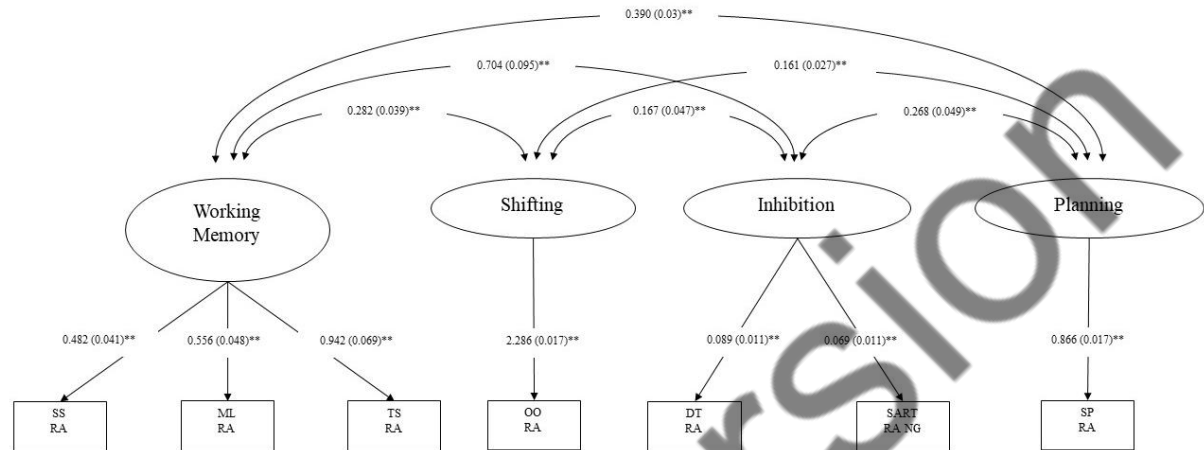 0.390 (0.03)**
0.704 (0.095)**
0.161 (0.027)**
0.282 (0.039)**
0.167 (0.047)**
0.268 (0.049)**
Working
Memory
Shifting
Inhibition
Planning
0.482 (0.041)**
0.556 (0.048)**
0.942 (0.069)**
2.286 (0.017)**
0.089 (0.011)**
0.069 (0.011)**
0.866 (0.017)**
SS
RA
ML
RA
TS
RA
OO
RA
DT
RA
SART
RA NG
SP
RA
rsion